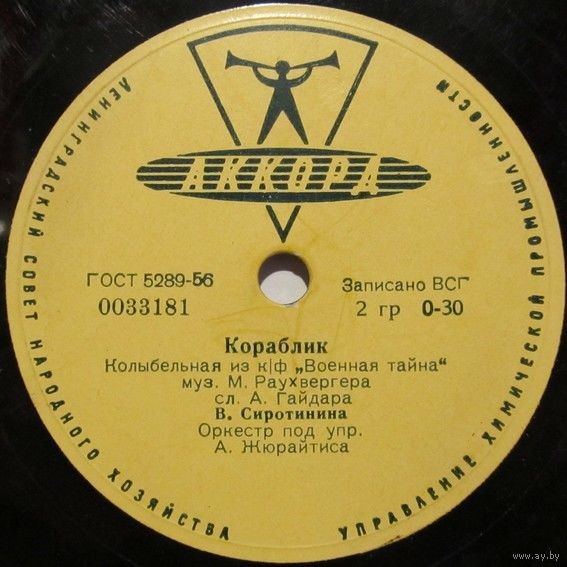 ЛЕНИНГРАДСКИЙ СОВЕТ НАРОДНОГО ХОЗЯЙСТВА
УПРАВЛЕНИЕ ХИМИЧЕСКОЙ ПРОМЫШЛЕННОСТИ
АККОРД
ГОСТ 5289-56
0033181
Записано ВСГ
2 гр 0-30
Кораблик
Колыбельная из к|ф „Военная тайна“
муз. М. Раухвергера
сл. А. Гайдара
В. Сиротинина
Оркестр под упр.
А. Жюрайтиса
www.ay.by